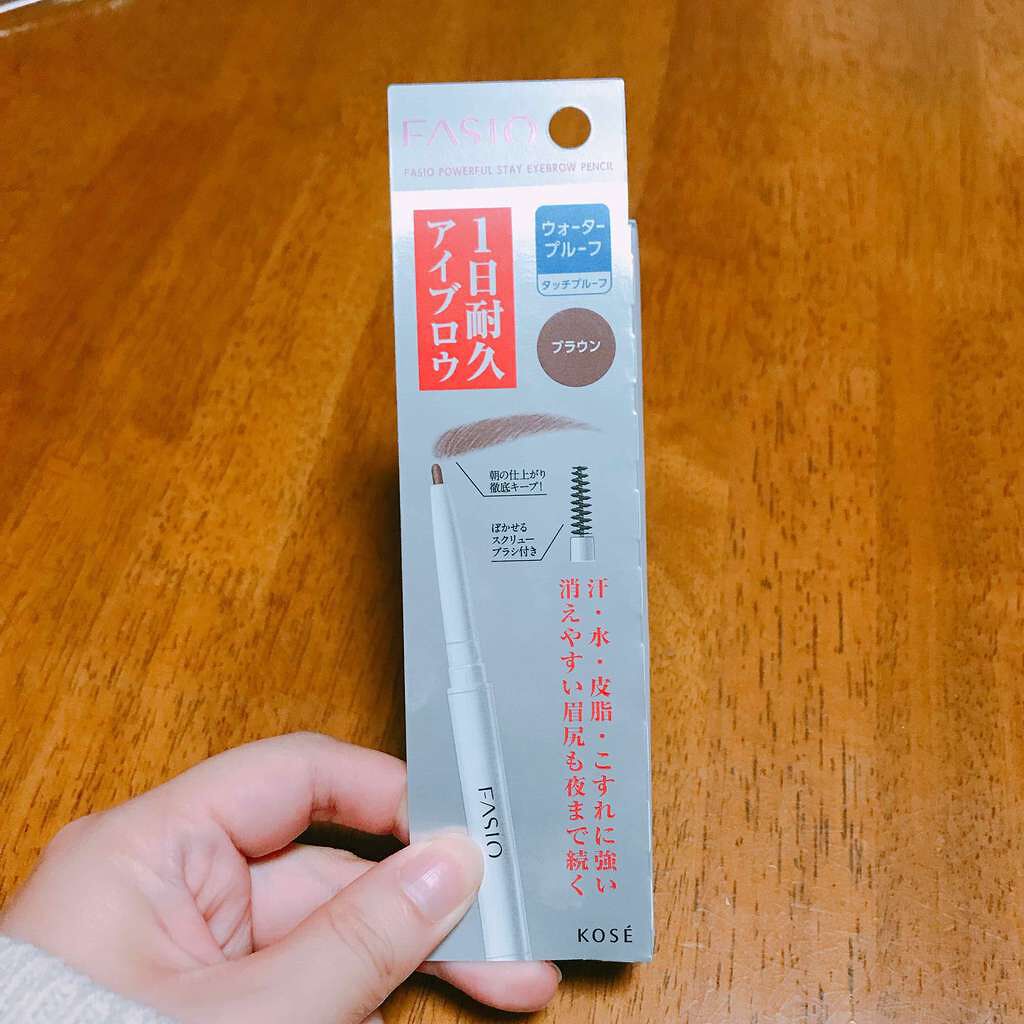 FASIO
FASIO POWERFUL STAY EYEBROW PENCIL
1日耐久
アイブロウ
ウォーター
プルーフ
タッチプルーフ
ブラウン
朝の仕上がり
徹底キープ!
ぼかせる
スクリュー
ブラシ付き
汗・水・皮脂・こすれに強い
消えやすい眉尻も夜まで続く
FASIO
KOSÉ